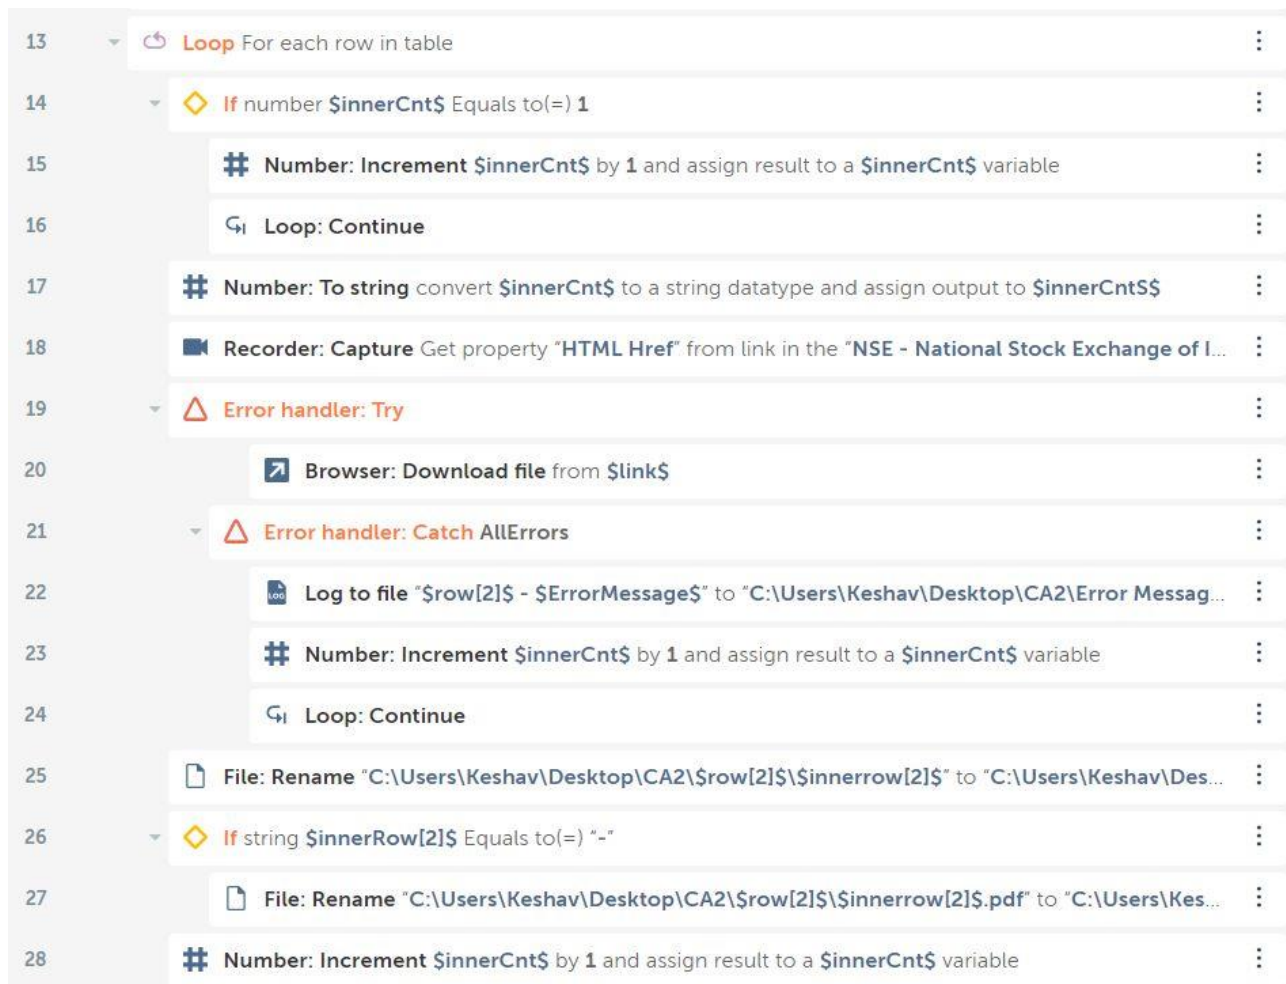 13 Loop For each row in table
14 If number $innerCnt$ Equals to(=) 1
15 Number: Increment $innerCnt$ by 1 and assign result to a $innerCnt$ variable
16 Loop: Continue
17 Number: To string convert $innerCnt$ to a string datatype and assign output to $innerCntS$
18 Recorder: Capture Get property “HTML Href” from link in the “NSE - National Stock Exchange of I...
19 Error handler: Try
20 Browser: Download file from $link$
21 Error handler: Catch AllErrors
22 Log to file “$row[2]$ - $ErrorMessage$” to “C:\Users\Keshav\Desktop\CA2\Error Messag...
23 Number: Increment $innerCnt$ by 1 and assign result to a $innerCnt$ variable
24 Loop: Continue
25 File: Rename “C:\Users\Keshav\Desktop\CA2\$row[2]$\$innerrow[2]$” to “C:\Users\Keshav\Des...
26 If string $innerRow[2]$ Equals to(=) “-”
27 File: Rename “C:\Users\Keshav\Desktop\CA2\$row[2]$\$innerrow[2]$.pdf” to “C:\Users\Kes...
28 Number: Increment $innerCnt$ by 1 and assign result to a $innerCnt$ variable